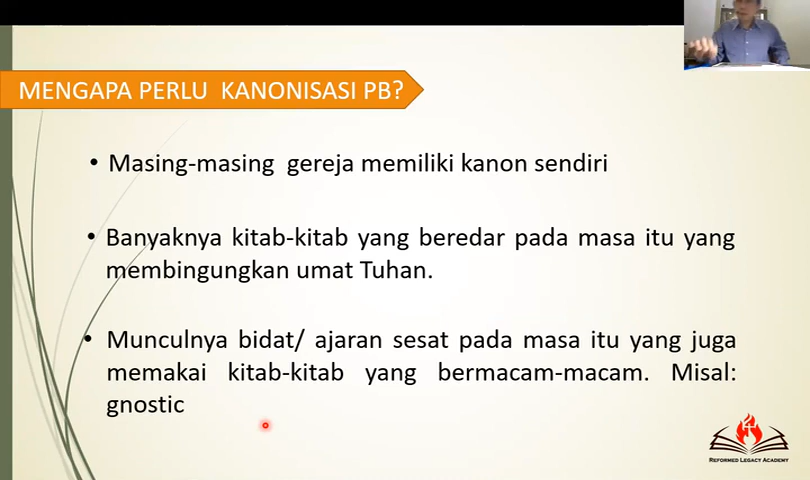 MENGAPA PERLU KANONISASI PB?
• Masing-masing gereja memiliki kanon sendiri
• Banyaknya kitab-kitab yang beredar pada masa itu yang
membingungkan umat Tuhan.
• Munculnya bidat/ ajaran sesat pada masa itu yang juga
memakai kitab-kitab yang bermacam-macam. Misal:
gnostic
REFORMED LEGACY ACADEMY